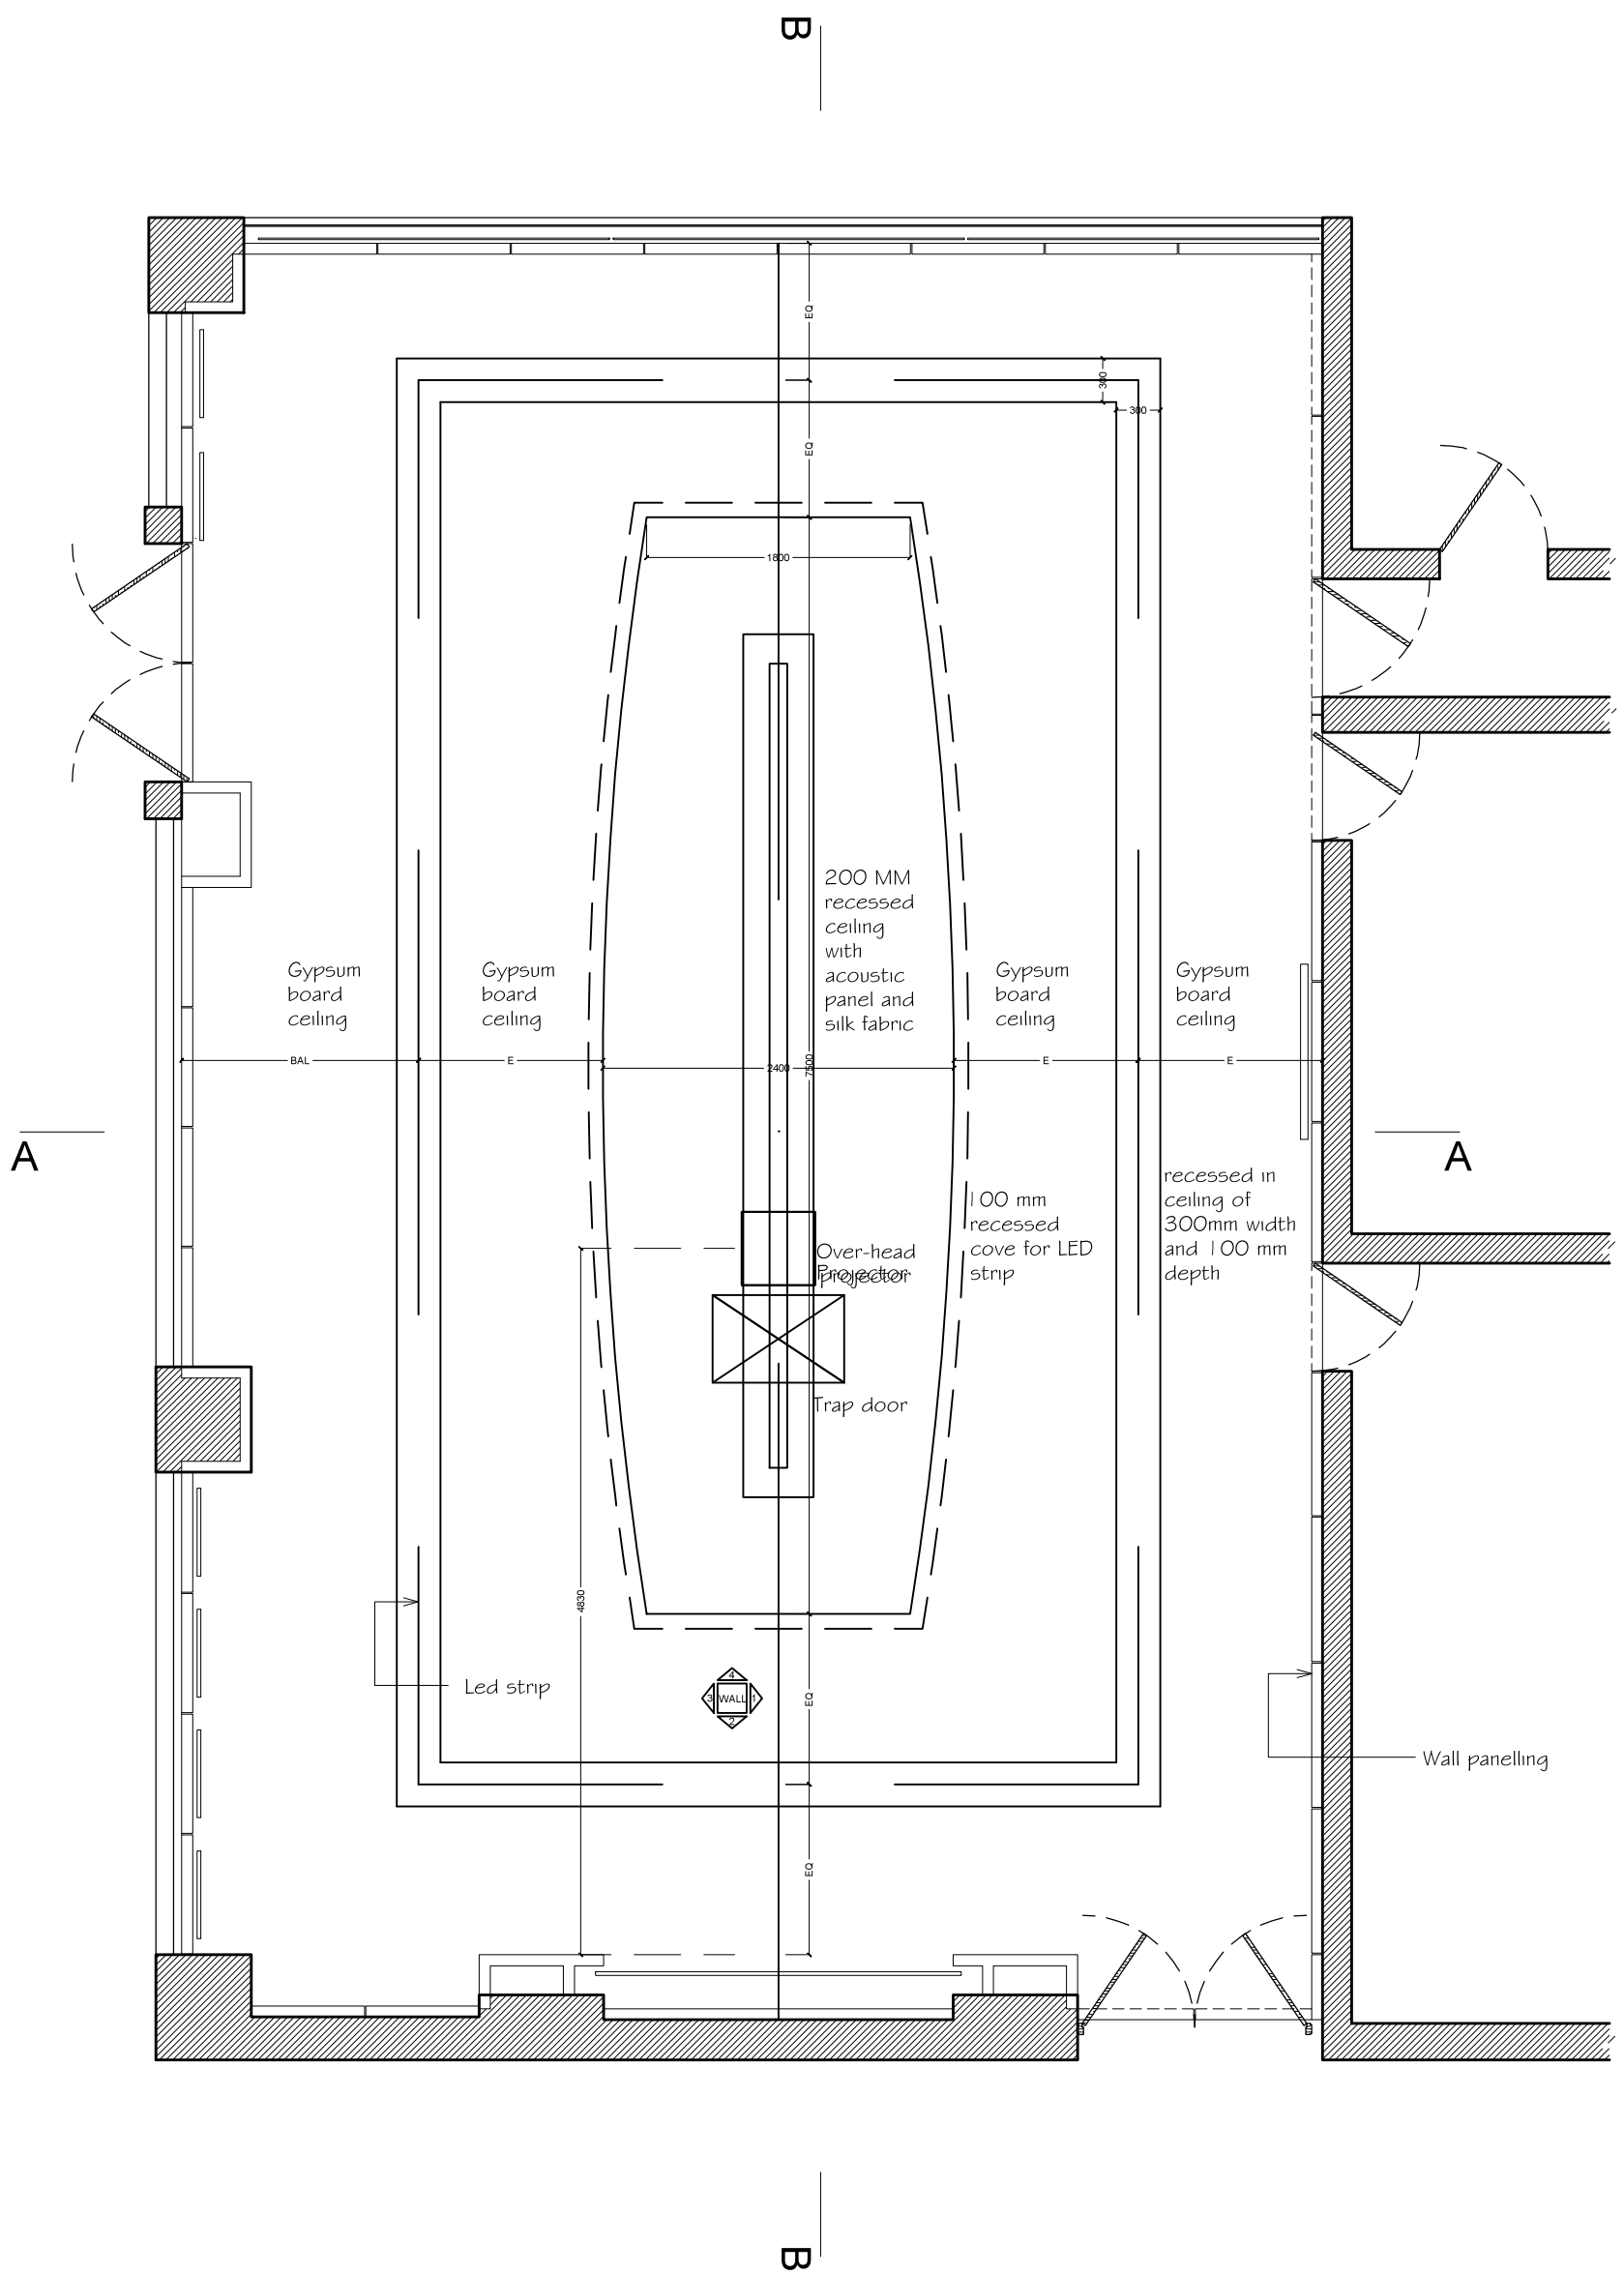 B
EQ
300
300
EQ
1800
200 MM
recessed
ceiling
with
acoustic
panel and
silk fabric
Gypsum
board
ceiling
Gypsum
board
ceiling
Gypsum
board
ceiling
Gypsum
board
ceiling
BAL
E
2400
7500
E
E
A
A
recessed in
ceiling of
300mm width
and 100 mm
depth
100 mm
recessed
cove for LED
strip
Over-head
Projector
projector
Trap door
4830
Led strip
4
3
WALL
1
2
EQ
Wall panelling
EQ
B